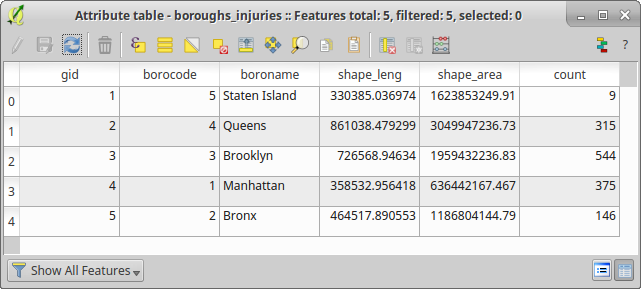 Attribute table - boroughs_injuries :: Features total: 5, filtered: 5, selected: 0
?
gid borocode boroname shape_leng shape_area count
0 1 5 Staten Island 330385.036974 1623853249.91 9
1 2 4 Queens 861038.479299 3049947236.73 315
2 3 3 Brooklyn 726568.94634 1959432236.83 544
3 4 1 Manhattan 358532.956418 636442167.467 375
4 5 2 Bronx 464517.890553 1186804144.79 146
Show All Features